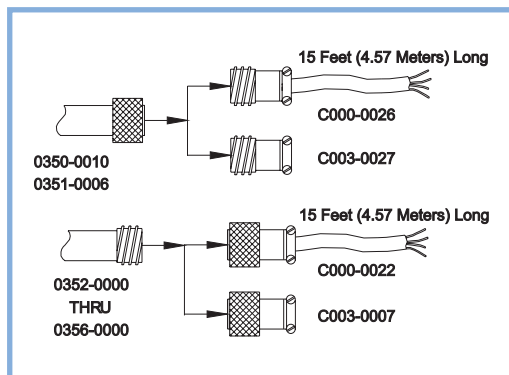 15 Feet (4.57 Meters) Long
C000-0026
0350-0010
0351-0006
C003-0027
15 Feet (4.57 Meters) Long
C000-0022
0352-0000
THRU
0356-0000
C003-0007